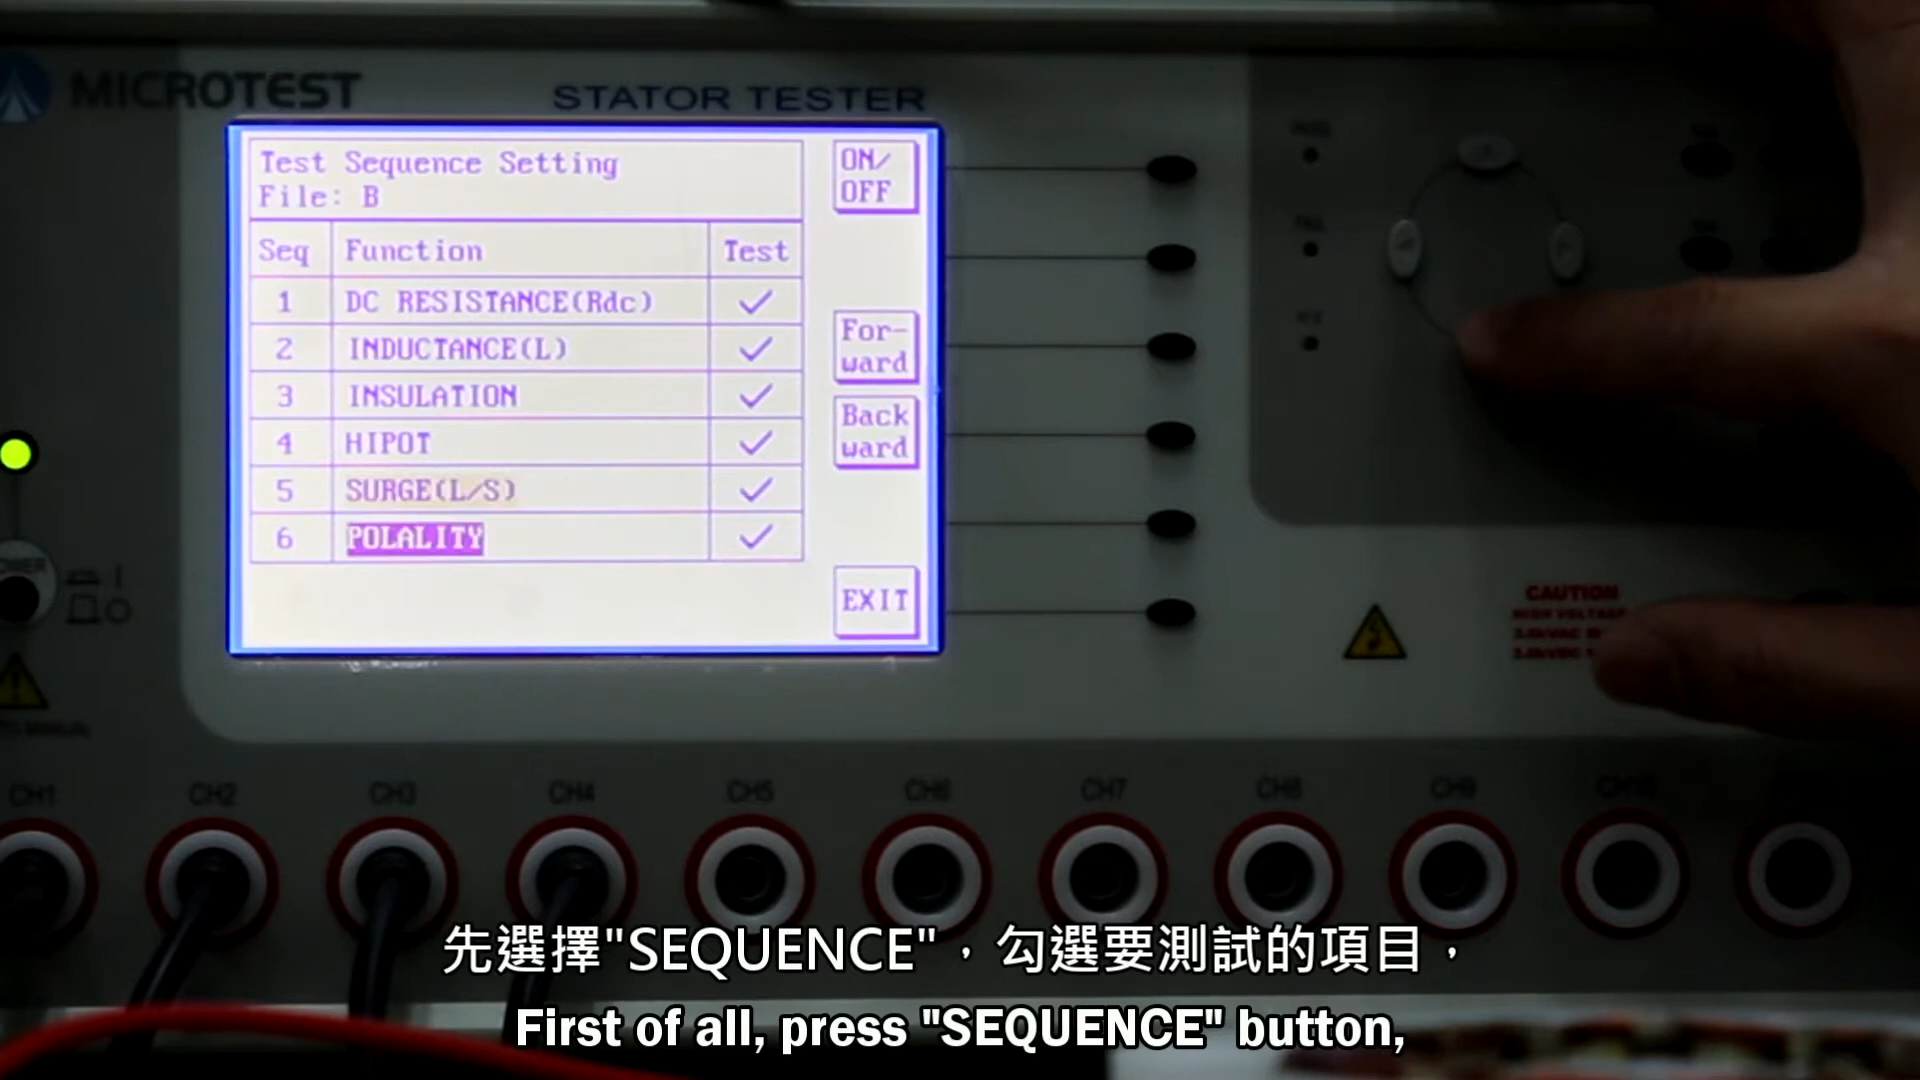 MICROTEST
STATOR TESTER
Test Sequence Setting
File: B
Seq Function Test
1 DC RESISTANCE(Rdc) ✓
2 INDUCTANCE(L) ✓
3 INSULATION ✓
4 HIPOT ✓
5 SURGE(L/S) ✓
6 POLALITY ✓
ON/
OFF
For-
ward
Back
ward
EXIT
CAUTION
HIGH VOLTAGE
CH1 CH2 CH3 CH4 CH5 CH6 CH7 CH8 CH9 CH10
先選擇"SEQUENCE"，勾選要測試的項目，
First of all, press "SEQUENCE" button,